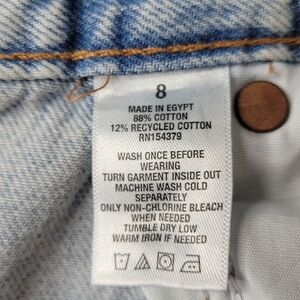 8
MADE IN EGYPT
88% COTTON
12% RECYCLED COTTON
RN154379
WASH ONCE BEFORE
WEARING
TURN GARMENT INSIDE OUT
MACHINE WASH COLD
SEPARATELY
ONLY NON-CHLORINE BLEACH
WHEN NEEDED
TUMBLE DRY LOW
WARM IRON IF NEEDED